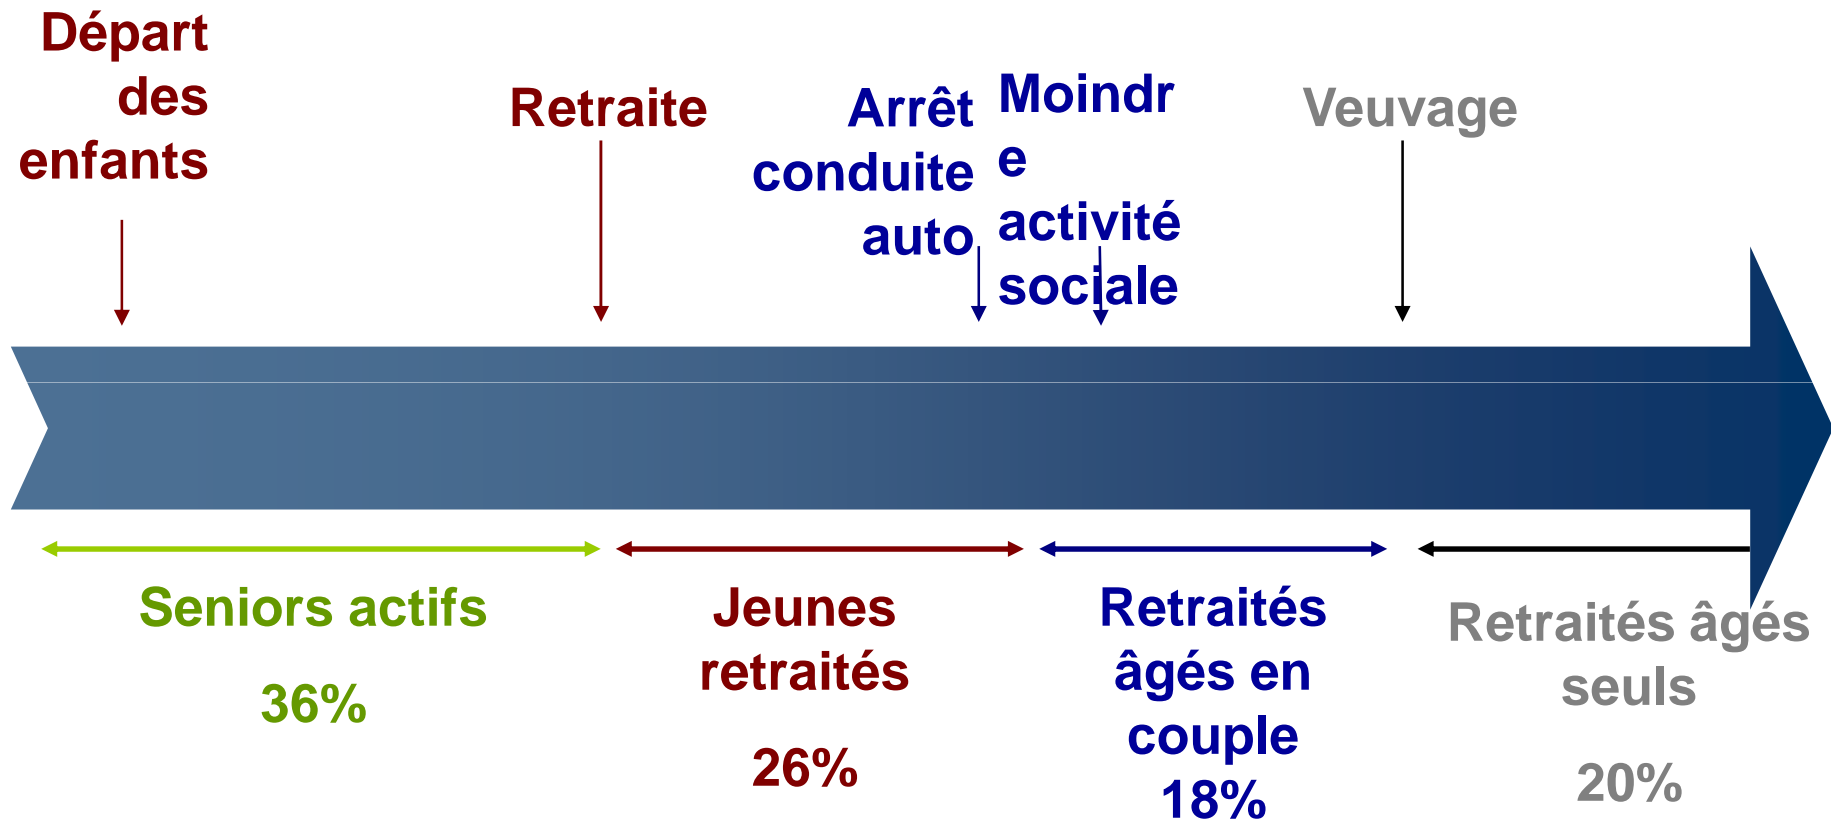 Départ
des
enfants
Retraite
Arrêt
conduite
auto
Moindr
e
activité
sociale
Veuvage
Seniors actifs
36%
Jeunes
retraités
26%
Retraités
âgés en
couple
18%
Retraités âgés
seuls
20%